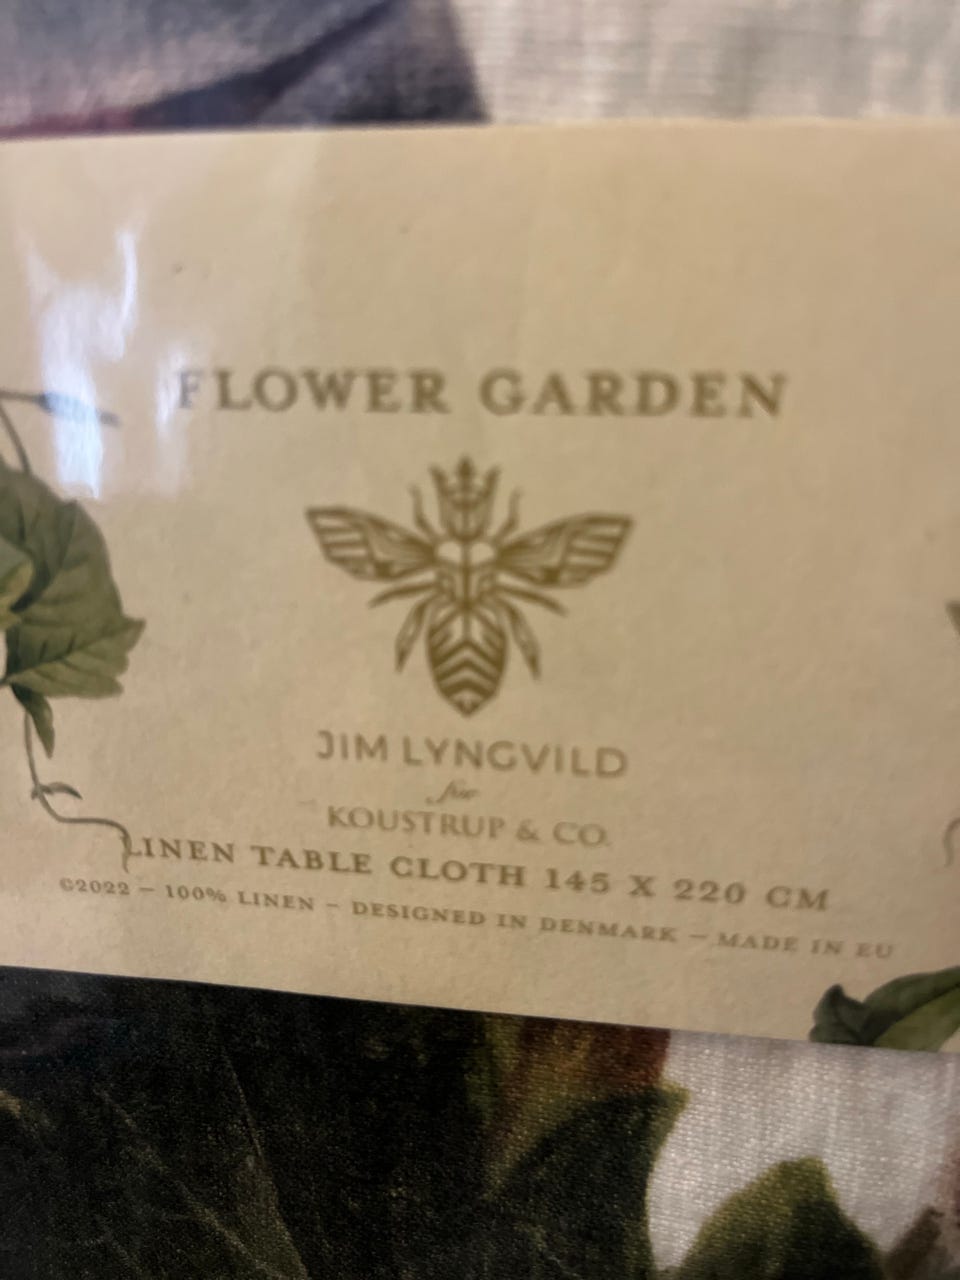 FLOWER GARDEN
JIM LYNGVILD
for
KOUSTRUP & CO.
LINEN TABLE CLOTH 145 X 220 CM
©2022 – 100% LINEN – DESIGNED IN DENMARK – MADE IN EU